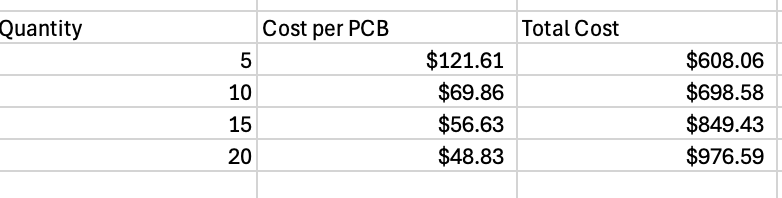 Quantity Cost per PCB Total Cost
5 $121.61 $608.06
10 $69.86 $698.58
15 $56.63 $849.43
20 $48.83 $976.59